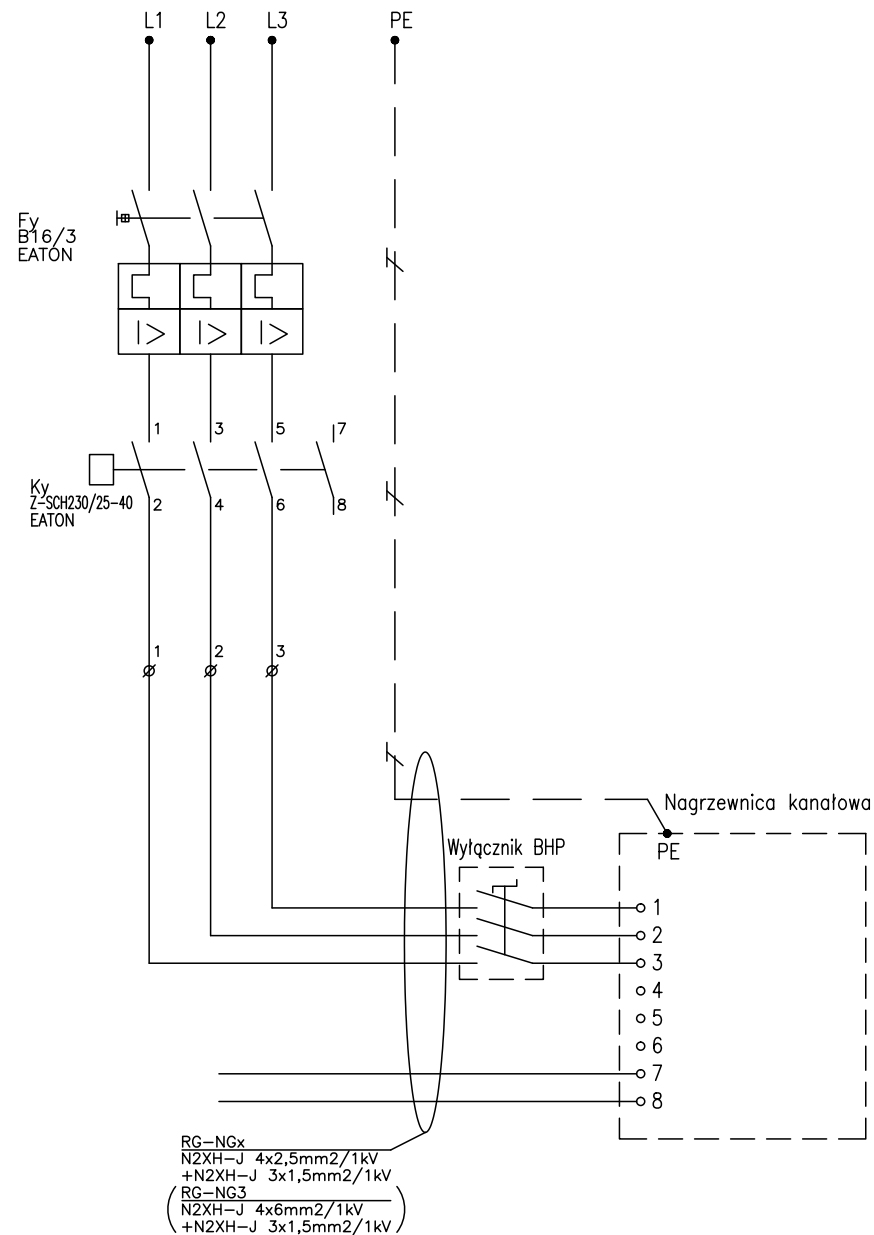 L1 L2 L3 PE
Fy
B16/3
EATON
I> I> I>
1 3 5 7
Ky
Z-SCH230/25-40
EATON
2 4 6 8
1 2 3
Nagrzewnica kanałowa
PE
Wyłącznik BHP
1
2
3
4
5
6
7
8
RG-NGx
N2XH-J 4x2,5mm2/1kV
+N2XH-J 3x1,5mm2/1kV
(RG-NG3
N2XH-J 4x6mm2/1kV
+N2XH-J 3x1,5mm2/1kV)